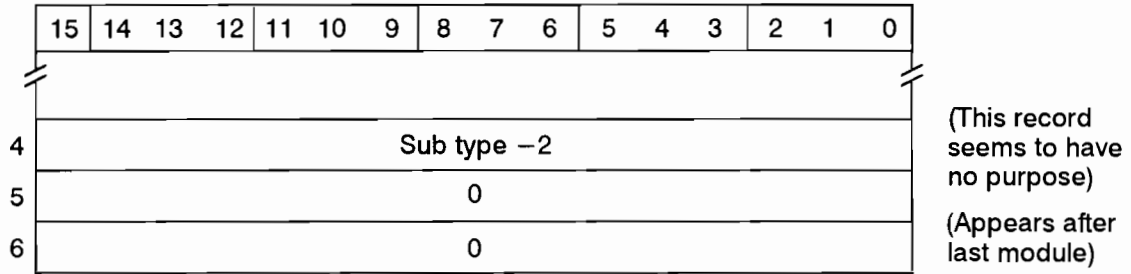 15 14 13 12 11 10 9 8 7 6 5 4 3 2 1 0
4 Sub type −2
5 0
6 0
(This record
seems to have
no purpose)
(Appears after
last module)